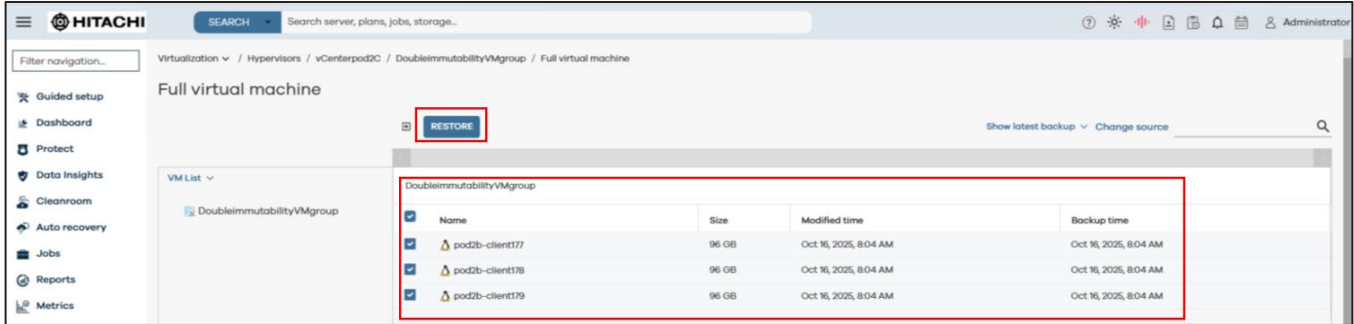 HITACHI
SEARCH Search server, plans, jobs, storage... Administrator
Filter navigation... Virtualization / Hypervisors / vCenterpod2C / DoubleimmutabilityVMgroup / Full virtual machine
Guided setup
Full virtual machine
Dashboard
RESTORE
Show latest backup Change source
Protect
Data Insights
VM List
DoubleimmutabilityVMgroup
Cleanroom
DoubleimmutabilityVMgroup
Name Size Modified time Backup time
Auto recovery
Jobs
pod2b-client177 96 GB Oct 16, 2025, 8:04 AM Oct 16, 2025, 8:04 AM
Reports
pod2b-client178 96 GB Oct 16, 2025, 8:04 AM Oct 16, 2025, 8:04 AM
Metrics
pod2b-client179 96 GB Oct 16, 2025, 8:04 AM Oct 16, 2025, 8:04 AM